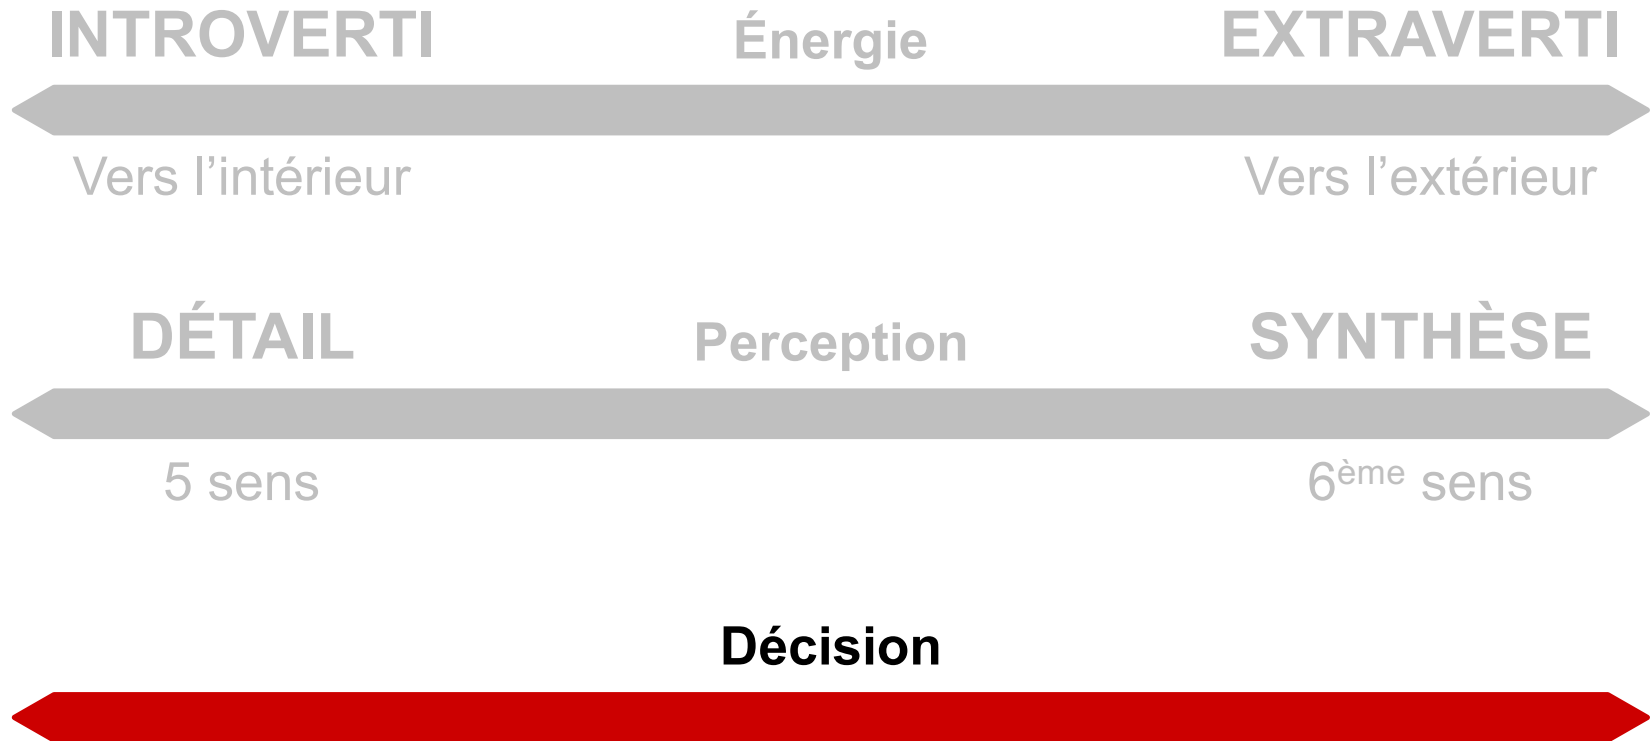 INTROVERTI Énergie EXTRAVERTI
Vers l’intérieur Vers l’extérieur
DÉTAIL Perception SYNTHÈSE
5 sens 6ème sens
Décision